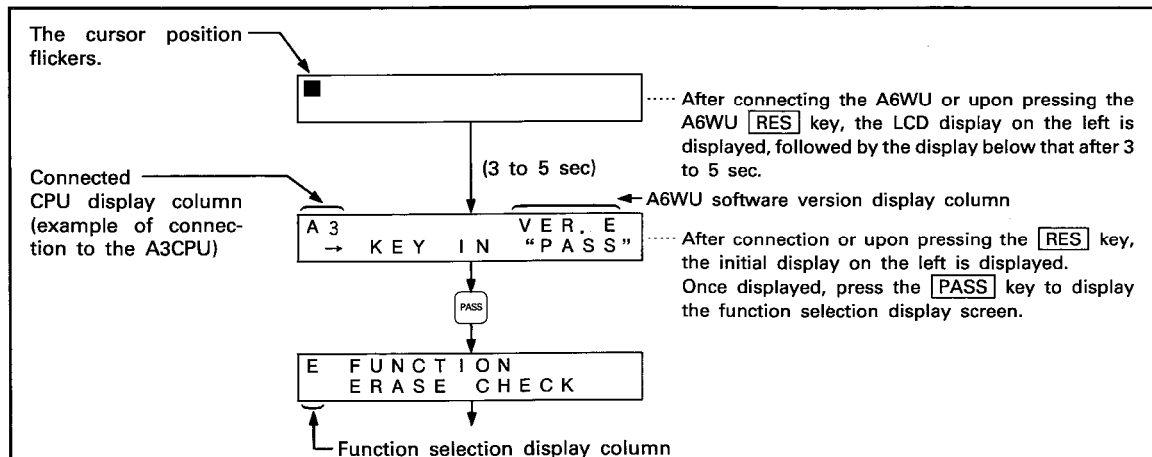 The cursor position
flickers.
After connecting the A6WU or upon pressing the
A6WU RES key, the LCD display on the left is
displayed, followed by the display below that after 3
to 5 sec.
(3 to 5 sec)
Connected
CPU display column
(example of connec-
tion to the A3CPU)
A6WU software version display column
A 3 VER. E
→ KEY IN "PASS"
After connection or upon pressing the RES key,
the initial display on the left is displayed.
Once displayed, press the PASS key to display
the function selection display screen.
PASS
E FUNCTION
ERASE CHECK
Function selection display column